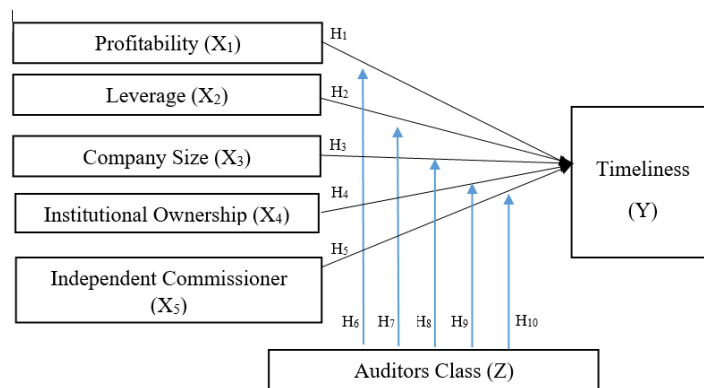 Profitability (X₁)
H₁
Leverage (X₂)
H₂
Company Size (X₃)
H₃
Institutional Ownership (X₄)
H₄
Independent Commissioner
(X₅)
H₅
Timeliness
(Y)
H₆ H₇ H₈ H₉ H₁₀
Auditors Class (Z)